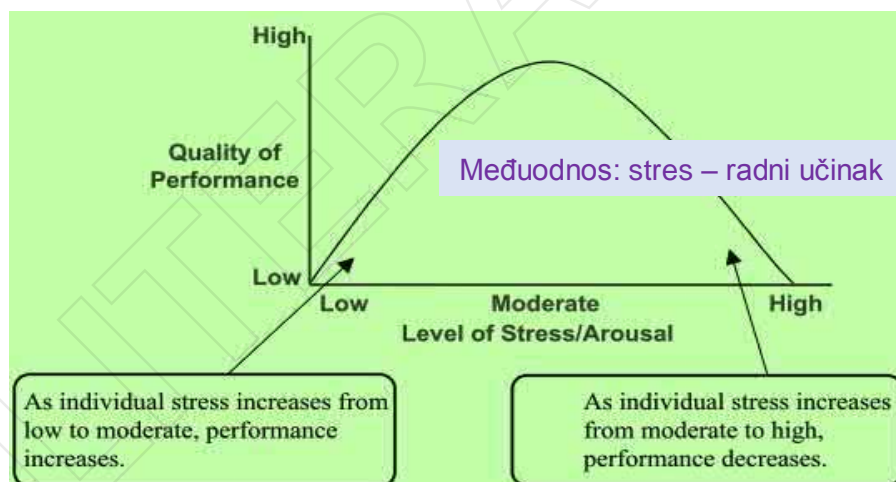 High
Quality of
Performance
Međuodnos: stres – radni učinak
Low
Low
Moderate
High
Level of Stress/Arousal
As individual stress increases from
low to moderate, performance
increases.
As individual stress increases
from moderate to high,
performance decreases.